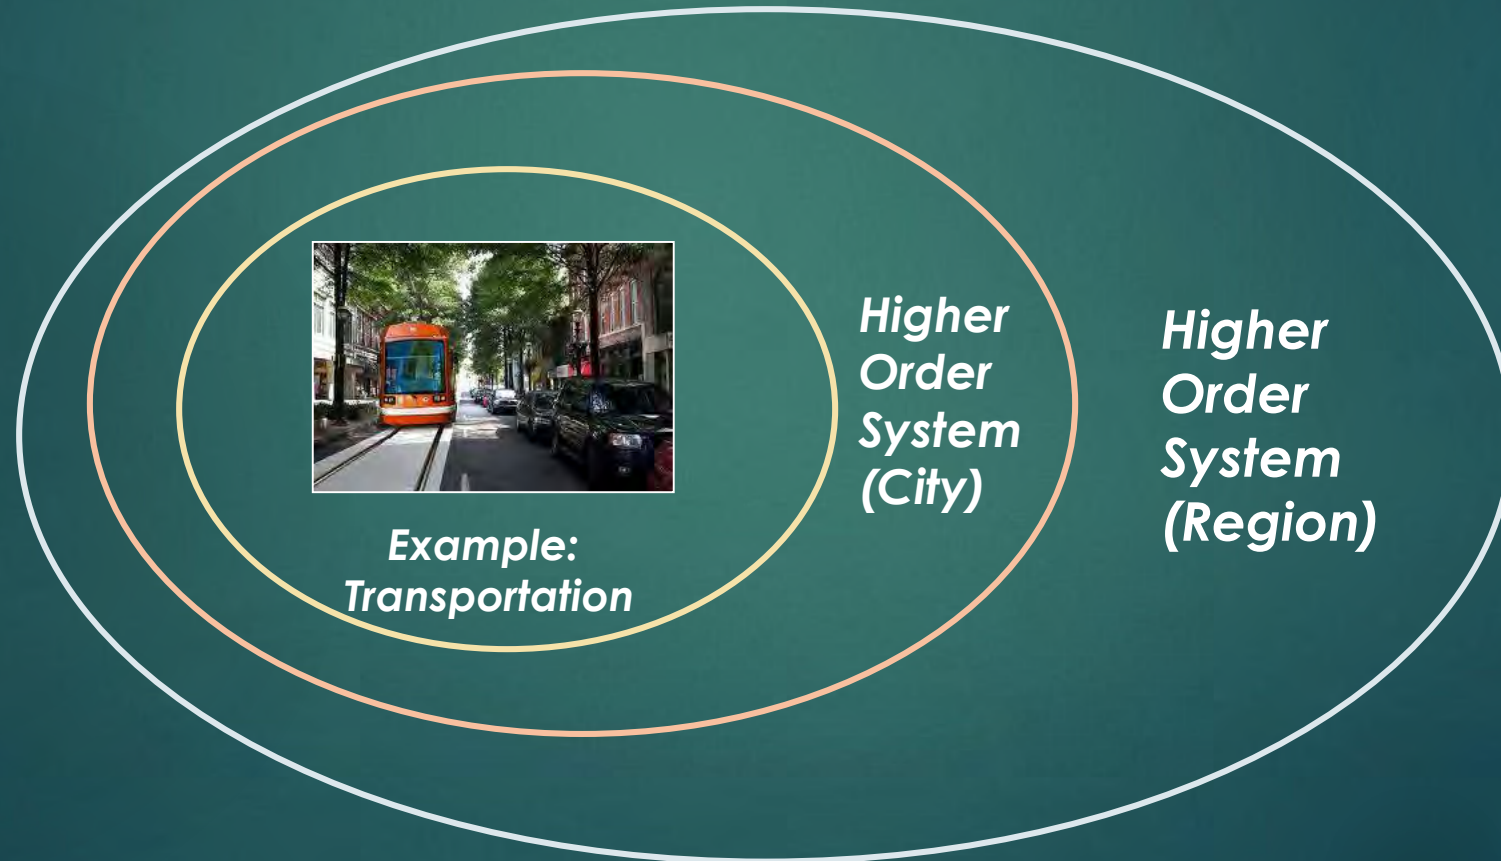 Example:
Transportation
Higher
Order
System
(City)
Higher
Order
System
(Region)